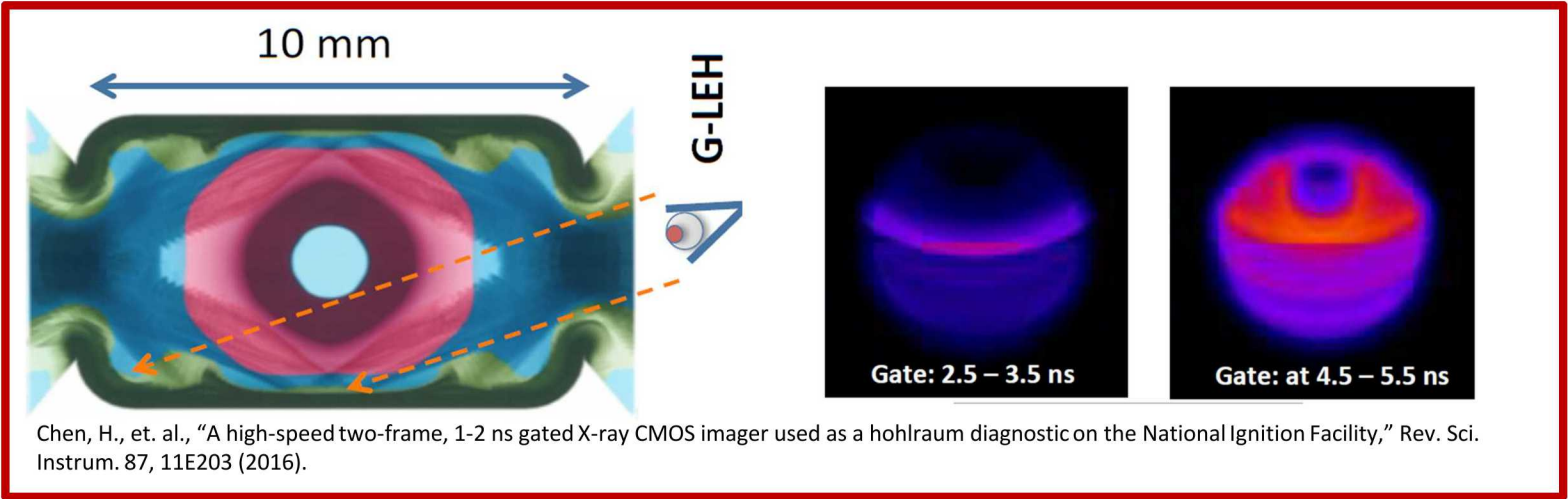 10 mm
G-LEH
Gate: 2.5 – 3.5 ns
Gate: at 4.5 – 5.5 ns
Chen, H., et. al., “A high-speed two-frame, 1-2 ns gated X-ray CMOS imager used as a hohlraum diagnostic on the National Ignition Facility,” Rev. Sci.
Instrum. 87, 11E203 (2016).